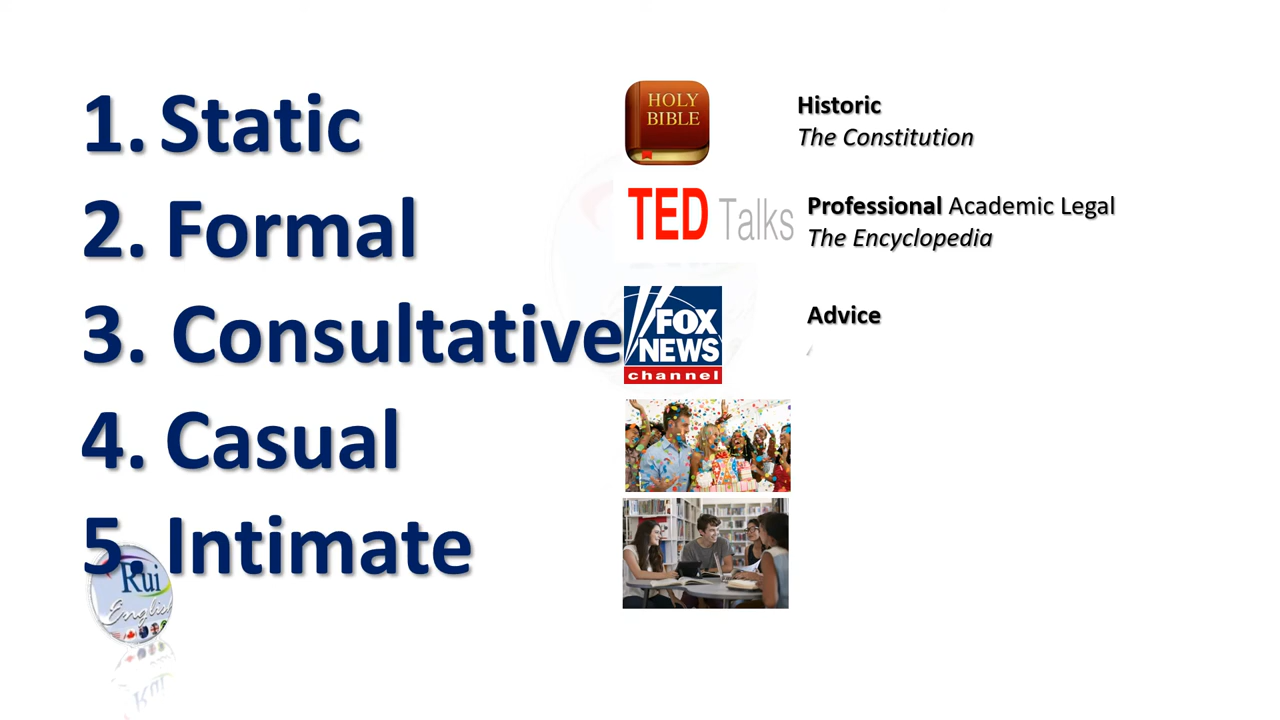 1. Static
HOLY
BIBLE
Historic
The Constitution
2. Formal
TED Talks
Professional Academic Legal
The Encyclopedia
3. Consultative
FOX
NEWS
channel
Advice
4. Casual
5. Intimate
Rui
English